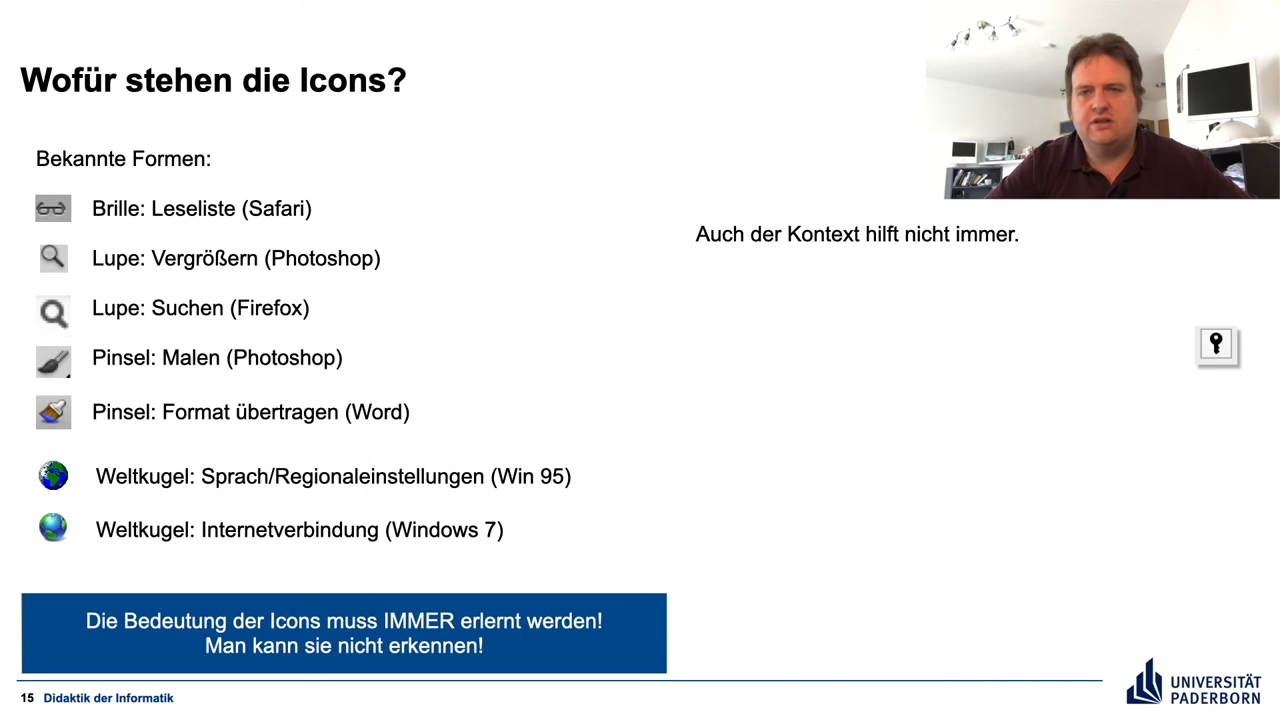 Wofür stehen die Icons?
Bekannte Formen:
Brille: Leseliste (Safari)
Lupe: Vergrößern (Photoshop)
Lupe: Suchen (Firefox)
Pinsel: Malen (Photoshop)
Pinsel: Format übertragen (Word)
Weltkugel: Sprach/Regionaleinstellungen (Win 95)
Weltkugel: Internetverbindung (Windows 7)
Auch der Kontext hilft nicht immer.
Die Bedeutung der Icons muss IMMER erlernt werden!
Man kann sie nicht erkennen!
15 Didaktik der Informatik
UNIVERSITÄT
PADERBORN